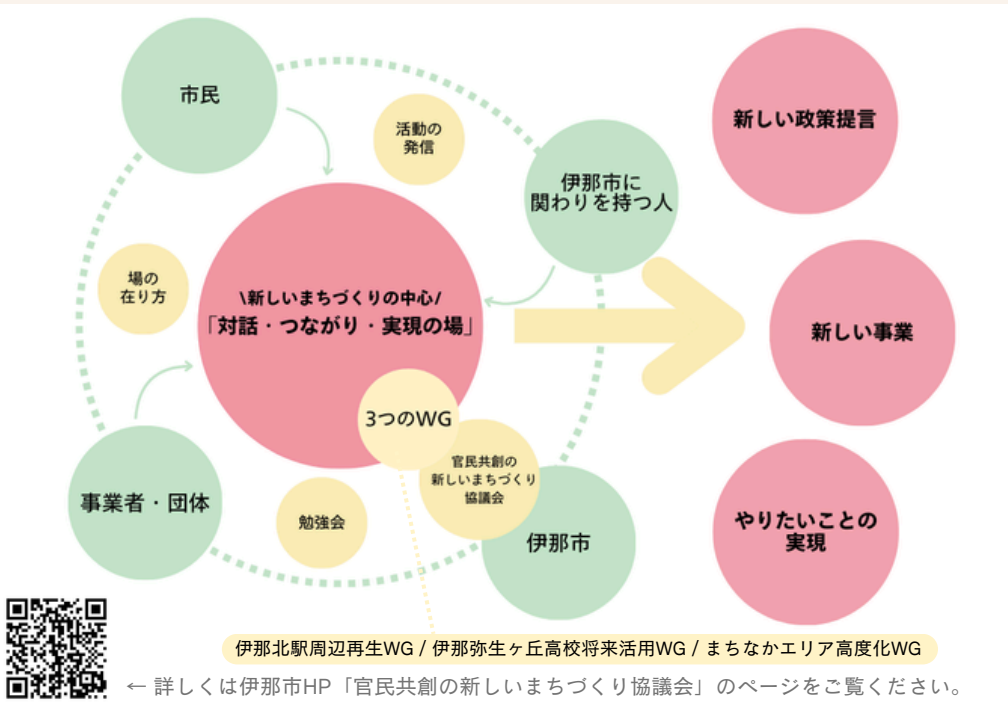 市民
活動の
発信
伊那市に
関わりを持つ人
場の
在り方
\新しいまちづくりの中心/
「対話・つながり・実現の場」
3つのWG
官民共創の
新しいまちづくり
協議会
事業者・団体
勉強会
伊那市
新しい政策提言
新しい事業
やりたいことの
実現
伊那北駅周辺再生WG / 伊那弥生ヶ丘高校将来活用WG / まちなかエリア高度化WG
← 詳しくは伊那市HP「官民共創の新しいまちづくり協議会」のページをご覧ください。